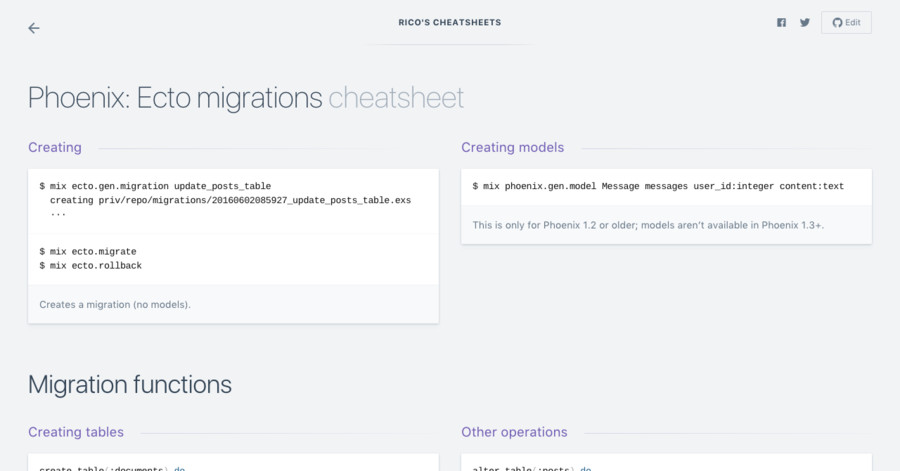 RICO'S CHEATSHEETS
Edit
Phoenix: Ecto migrations cheatsheet
Creating
$ mix ecto.gen.migration update_posts_table
creating priv/repo/migrations/20160602085927_update_posts_table.exs
...
$ mix ecto.migrate
$ mix ecto.rollback
Creates a migration (no models).
Creating models
$ mix phoenix.gen.model Message messages user_id:integer content:text
This is only for Phoenix 1.2 or older; models aren't available in Phoenix 1.3+.
Migration functions
Creating tables
create table(:documents) do
Other operations
alter table(:posts) do